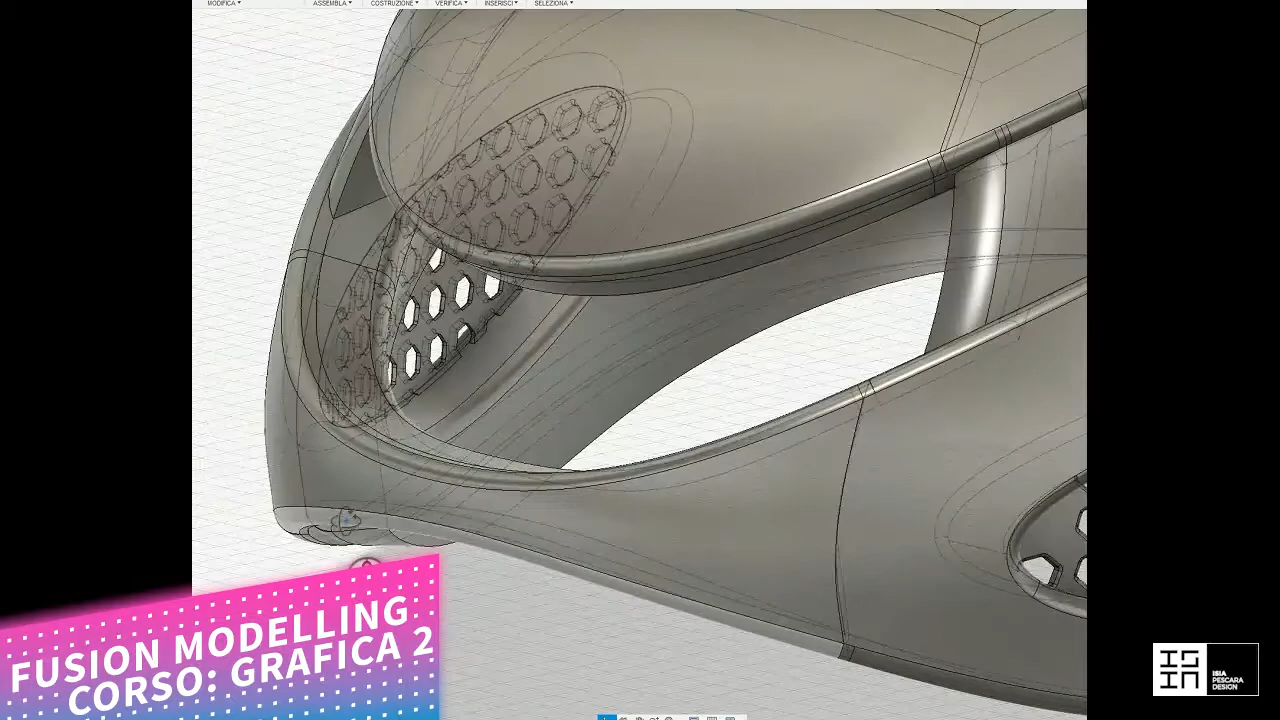 MODIFICA ASSEMBLA COSTRUZIONE VERIFICA INSERISCI SELEZIONA
FUSION MODELLING
CORSO: GRAFICA 2
ISIA
PESCARA
DESIGN